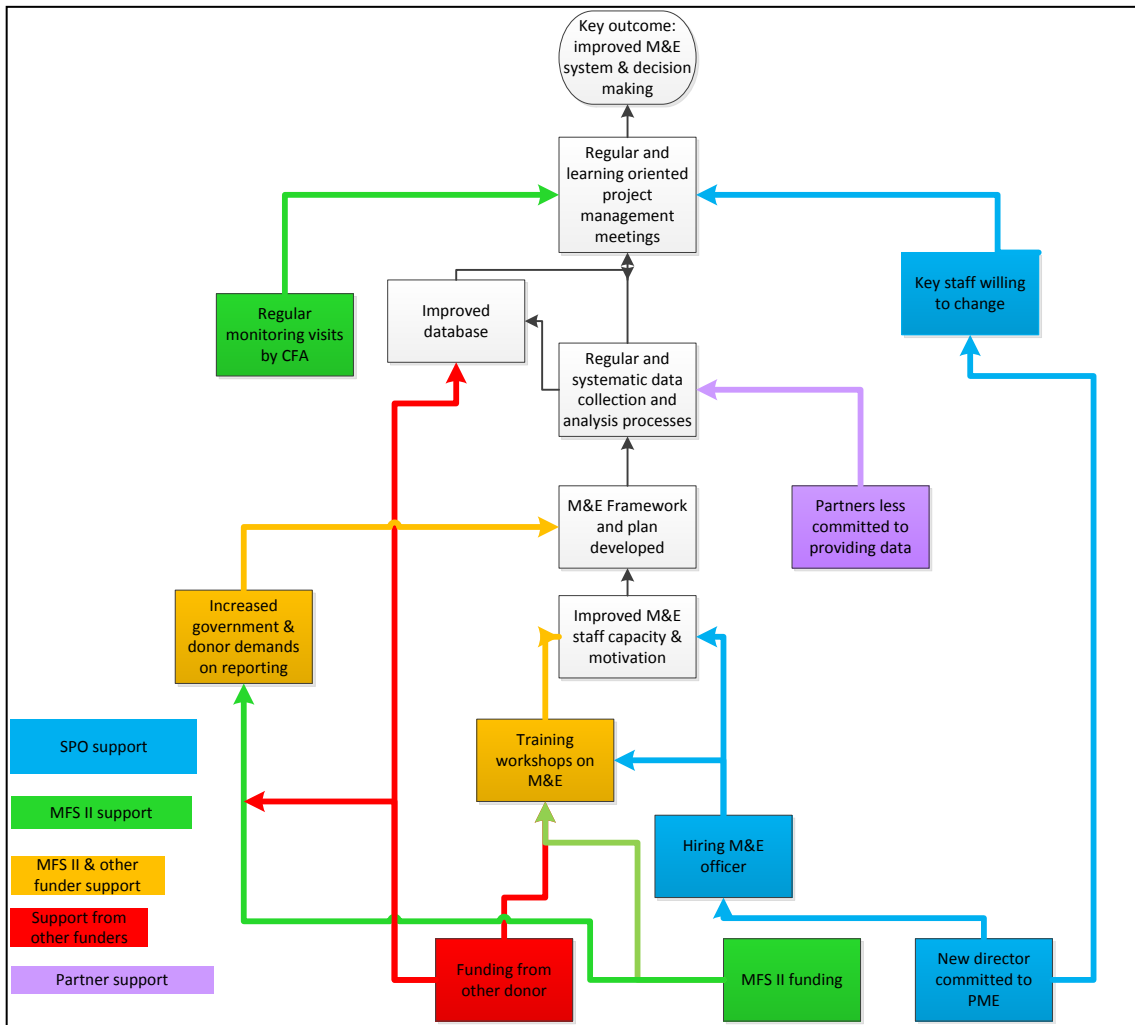 Key outcome:
improved M&E
system & decision
making
Regular and
learning oriented
project
management
meetings
Key staff willing
to change
Improved
database
Regular
monitoring visits
by CFA
Regular and
systematic data
collection and
analysis processes
M&E Framework
and plan
developed
Partners less
committed to
providing data
Increased
government &
donor demands
on reporting
Improved M&E
staff capacity &
motivation
Training
workshops on
M&E
SPO support
MFS II support
Hiring M&E
officer
MFS II & other
funder support
Support from
other funders
Partner support
Funding from
other donor
MFS II funding
New director
committed to
PME